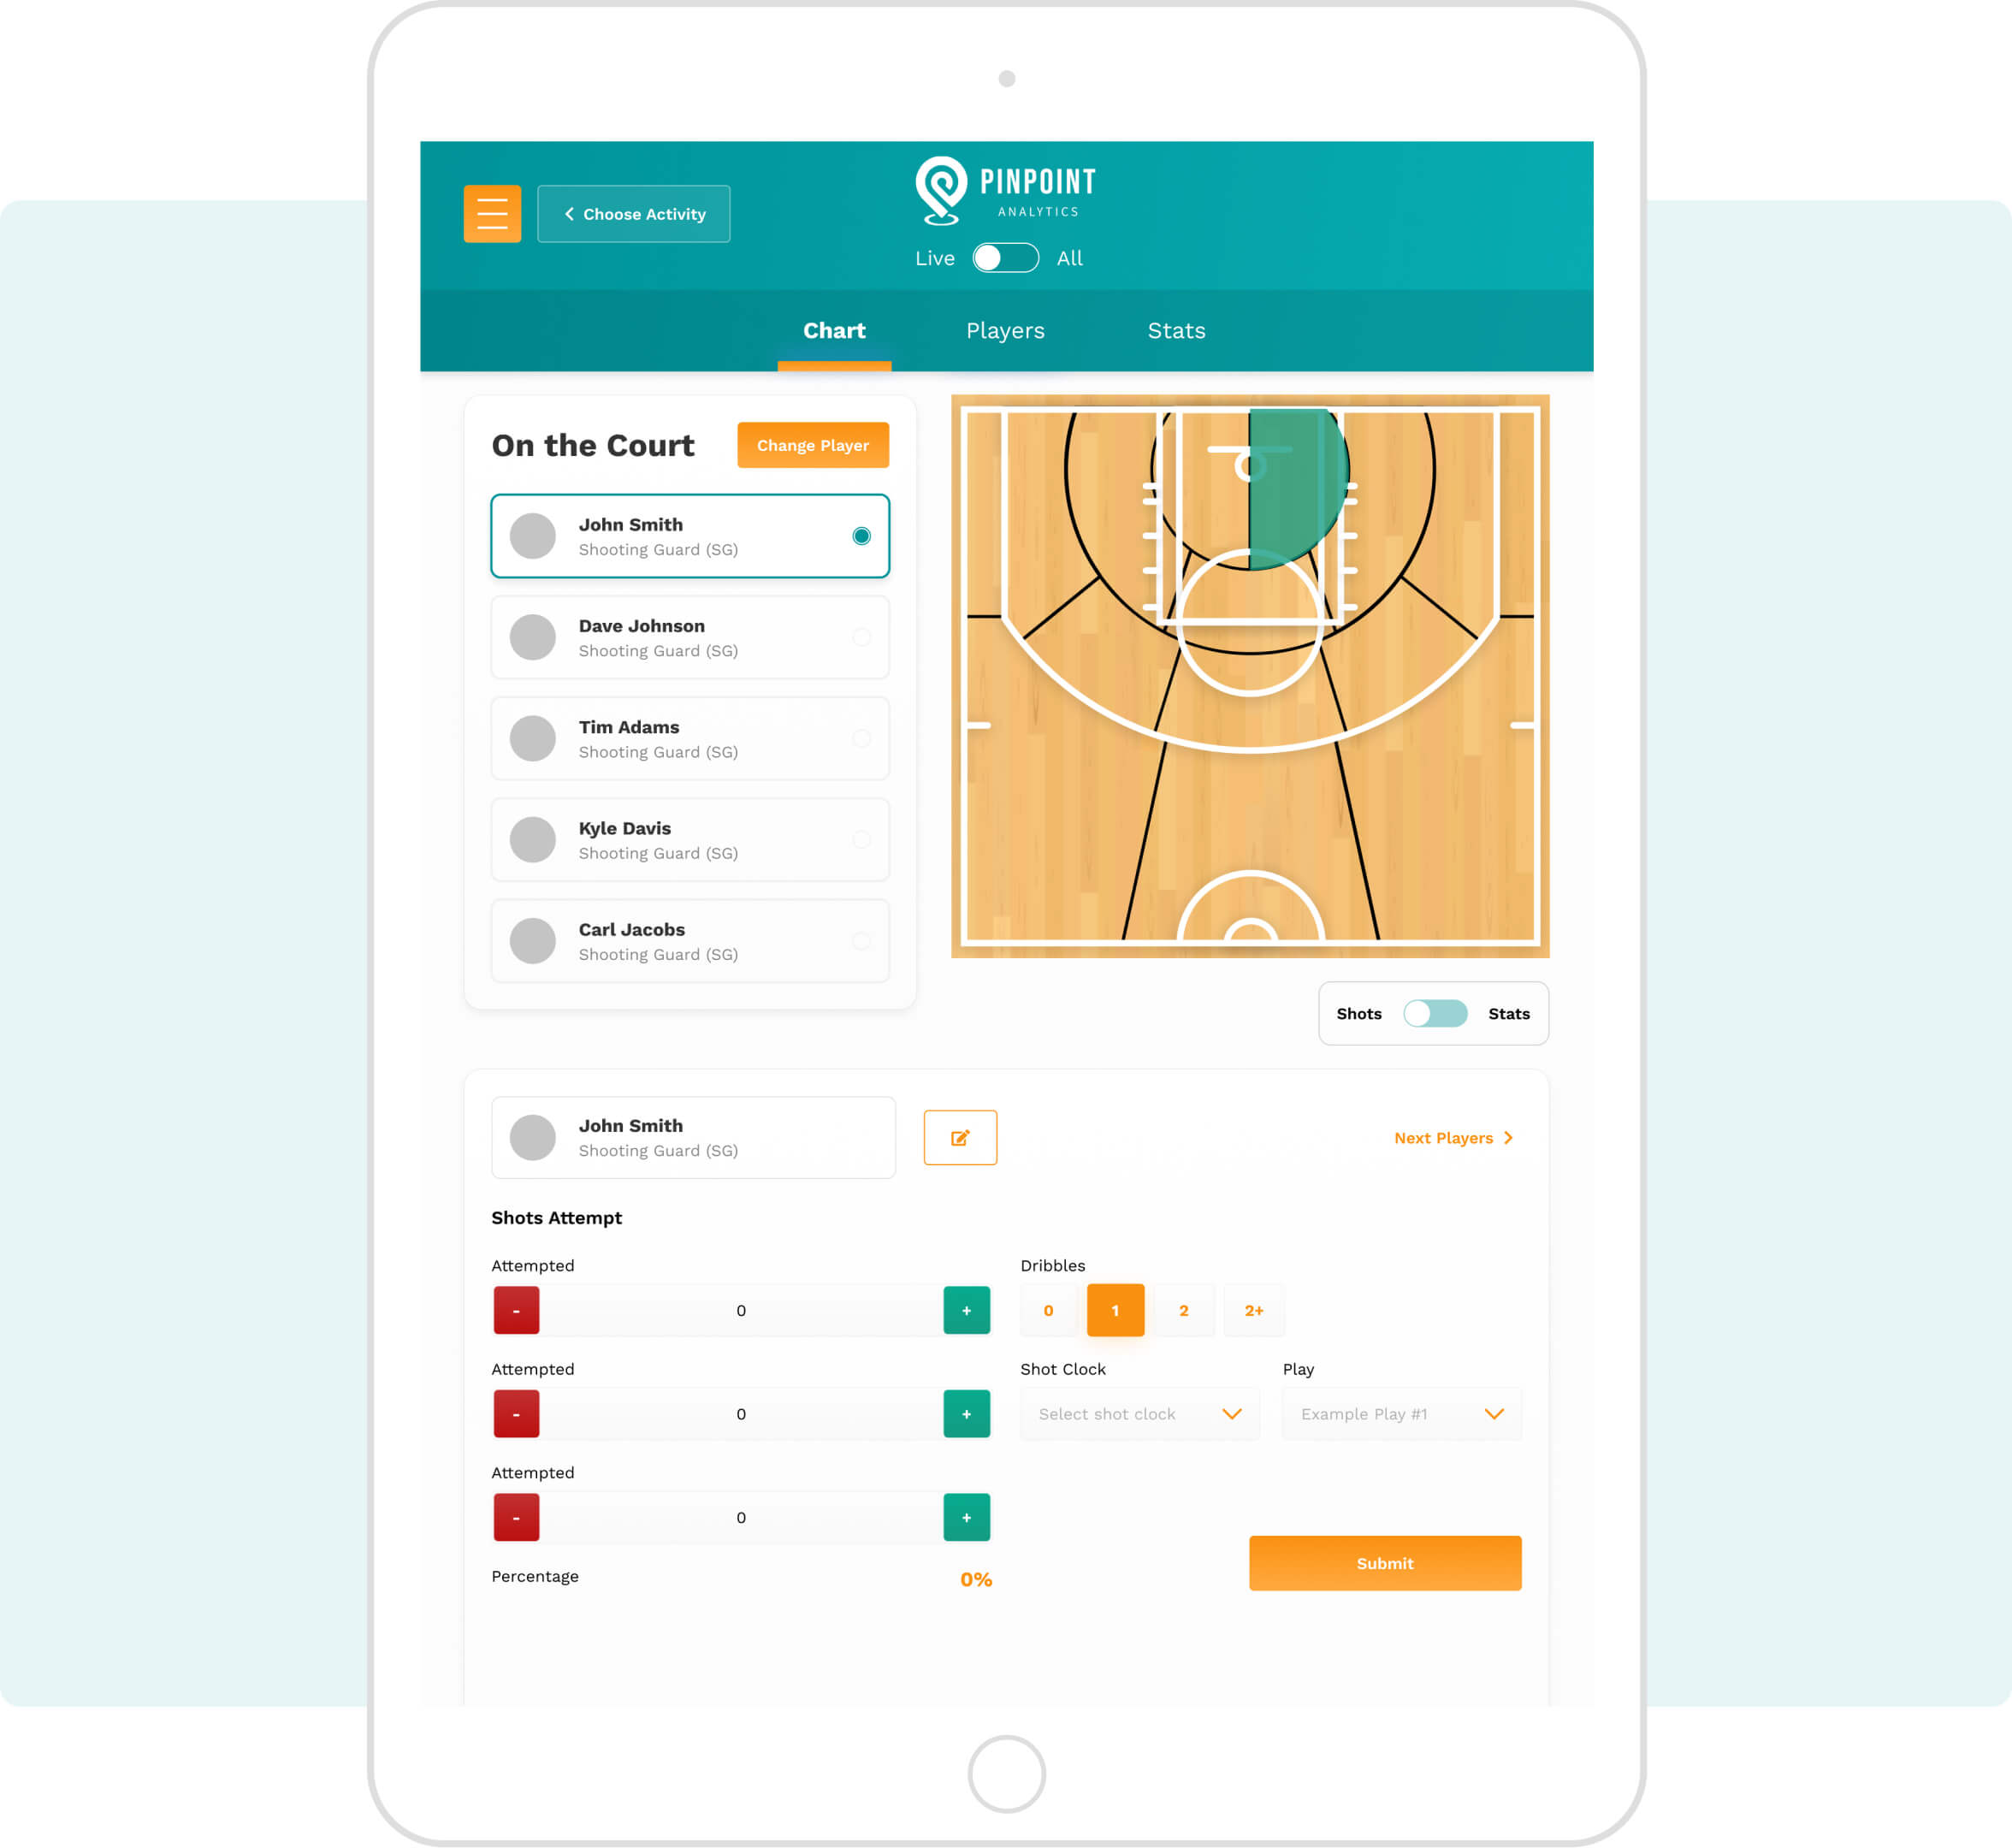 PINPOINT
ANALYTICS
Choose Activity
Live All
Chart Players Stats
On the Court
Change Player
John Smith
Shooting Guard (SG)
Dave Johnson
Shooting Guard (SG)
Tim Adams
Shooting Guard (SG)
Kyle Davis
Shooting Guard (SG)
Carl Jacobs
Shooting Guard (SG)
Shots Stats
John Smith
Shooting Guard (SG)
Next Players
Shots Attempt
Attempted
- 0 +
Dribbles
0 1 2 2+
Attempted
- 0 +
Shot Clock
Select shot clock
Play
Example Play #1
Attempted
- 0 +
Percentage 0%
Submit